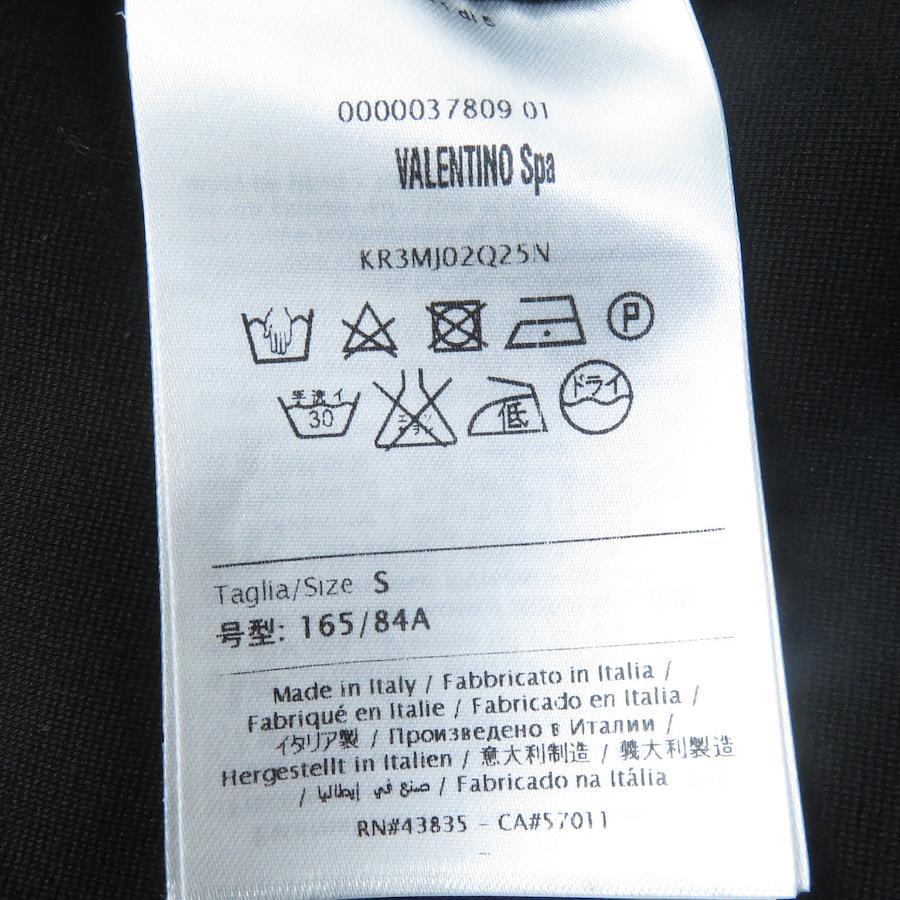 0000037809 01
VALENTINO Spa
KR3MJ02Q25N
P
手洗イ
30
低
ドライ
Taglia/Size S
号型: 165/84A
Made in Italy / Fabbricato in Italia /
Fabriqué en Italie / Fabricado en Italia /
イタリア製 / Произведено в Италии /
Hergestellt in Italien / 意大利制造 / 義大利製造
/ صنع في إيطاليا / Fabricado na Itália
RN#43835 - CA#57011